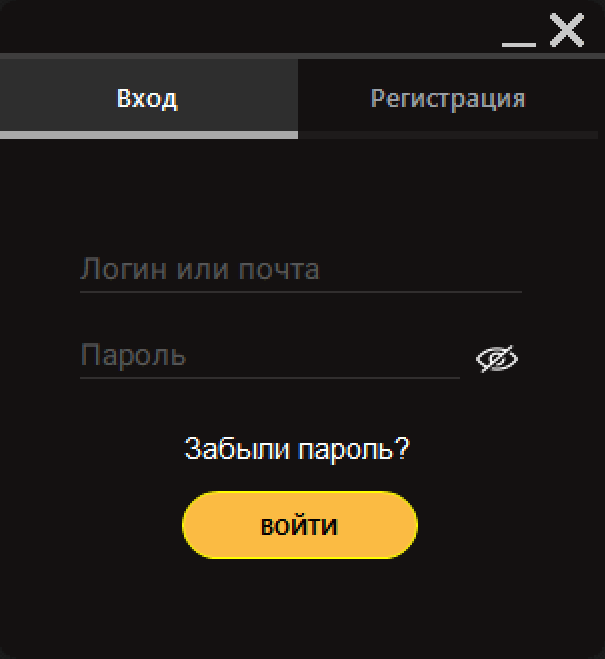 Вход
Регистрация
Логин или почта
Пароль
Забыли пароль?
ВОЙТИ